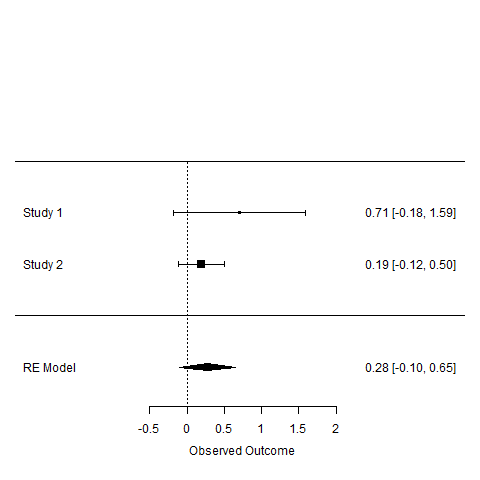 Study 1 0.71 [-0.18, 1.59]
Study 2 0.19 [-0.12, 0.50]
RE Model 0.28 [-0.10, 0.65]
-0.5 0 0.5 1 1.5 2
Observed Outcome